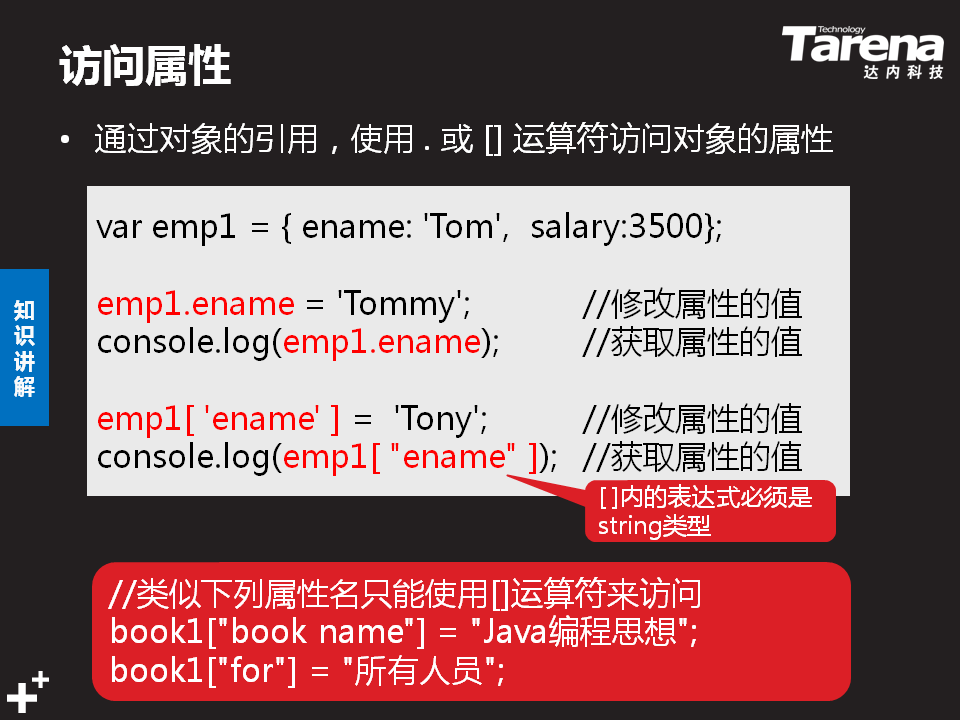 访问属性
Technology
Tarena
达内科技
• 通过对象的引用，使用 . 或 [] 运算符访问对象的属性
var emp1 = { ename: 'Tom',  salary:3500};
emp1.ename = 'Tommy'; //修改属性的值
console.log(emp1.ename); //获取属性的值
emp1[ 'ename' ] =  'Tony'; //修改属性的值
console.log(emp1[ "ename" ]); //获取属性的值
[ ]内的表达式必须是
string类型
知识讲解
//类似下列属性名只能使用[]运算符来访问
book1["book name"] = "Java编程思想";
book1["for"] = "所有人员";